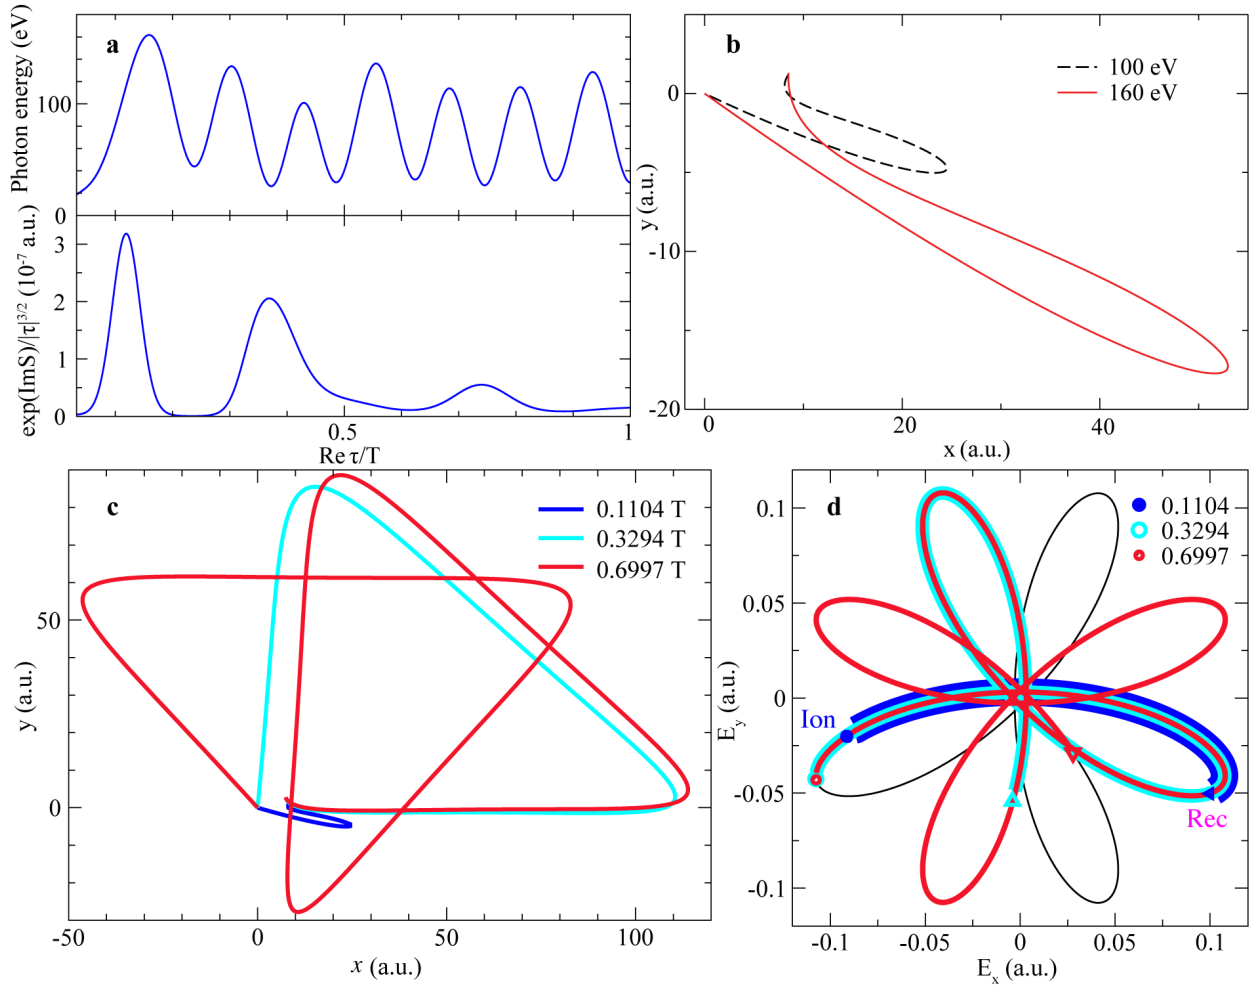 a
Photon energy (eV)
100
0
exp(ImS)/|τ|^3/2 (10^-7 a.u.)
3
2
1
0
0.5
1
Re τ/T
b
100 eV
160 eV
y (a.u.)
0
-10
-20
0
20
40
x (a.u.)
c
0.1104 T
0.3294 T
0.6997 T
y (a.u.)
50
0
-50
0
50
100
x (a.u.)
d
0.1104
0.3294
0.6997
E_y (a.u.)
0.1
0.05
0
-0.05
-0.1
Ion
Rec
-0.1
-0.05
0
0.05
0.1
E_x (a.u.)